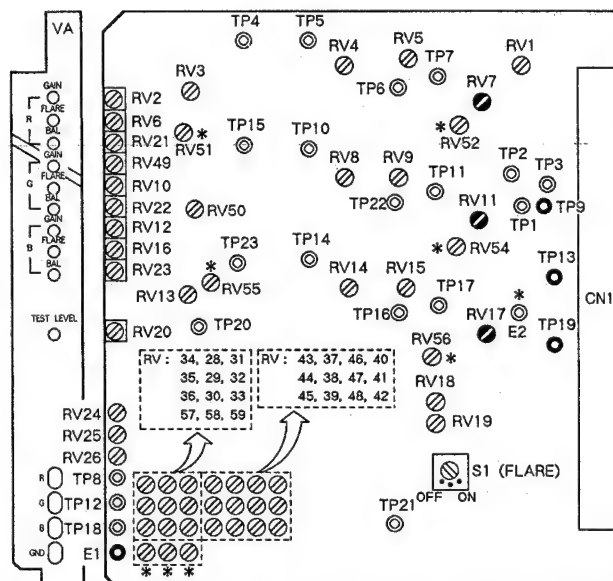 VA
TP4
TP5
RV5
TP7
RV1
RV4
RV3
TP6
RV7
GAIN
R
FLARE
BAL
GAIN
G
FLARE
BAL
GAIN
B
FLARE
BAL
TEST LEVEL
RV2
RV6
RV21
RV49
RV10
RV22
RV12
RV16
RV23
RV20
RV51 *
TP15
TP10
* RV52
RV8
RV9
TP11
TP2
TP3
RV50
TP22
RV11
TP1
TP9
TP23
TP14
* RV54
TP13
CN1
*
RV55
RV13
RV14
RV15
TP17
*
TP20
TP16
RV17
E2
TP19
RV56
*
RV : 34, 28, 31
35, 29, 32
36, 30, 33
57, 58, 59
RV : 43, 37, 46, 40
44, 38, 47, 41
45, 39, 48, 42
RV18
RV19
RV24
RV25
RV26
S1 (FLARE)
OFF ON
R
TP8
G
TP12
B
TP18
GND
E1
TP21
* * *